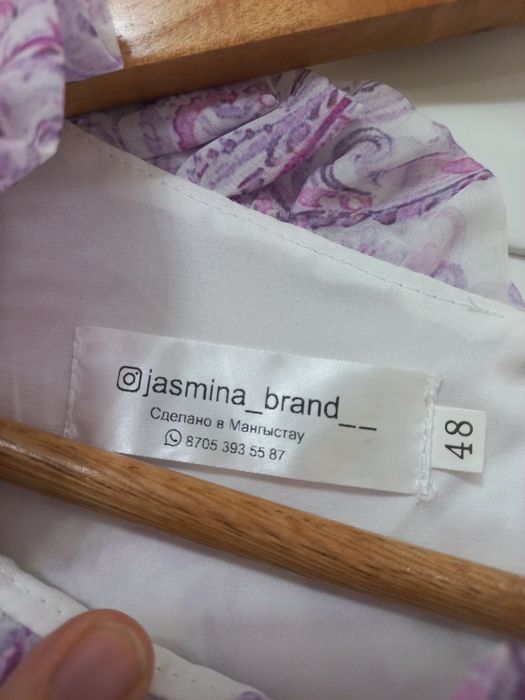 jasmina_brand__
Сделано в Мангыстау
8705 393 55 87
48